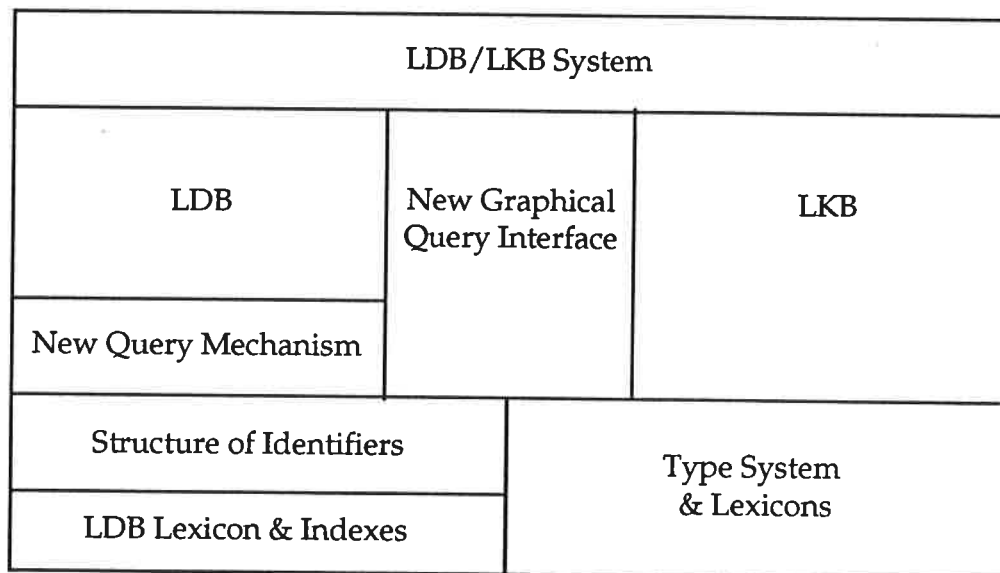 LDB/LKB System
LDB
New Graphical
Query Interface
LKB
New Query Mechanism
Structure of Identifiers
LDB Lexicon & Indexes
Type System
& Lexicons